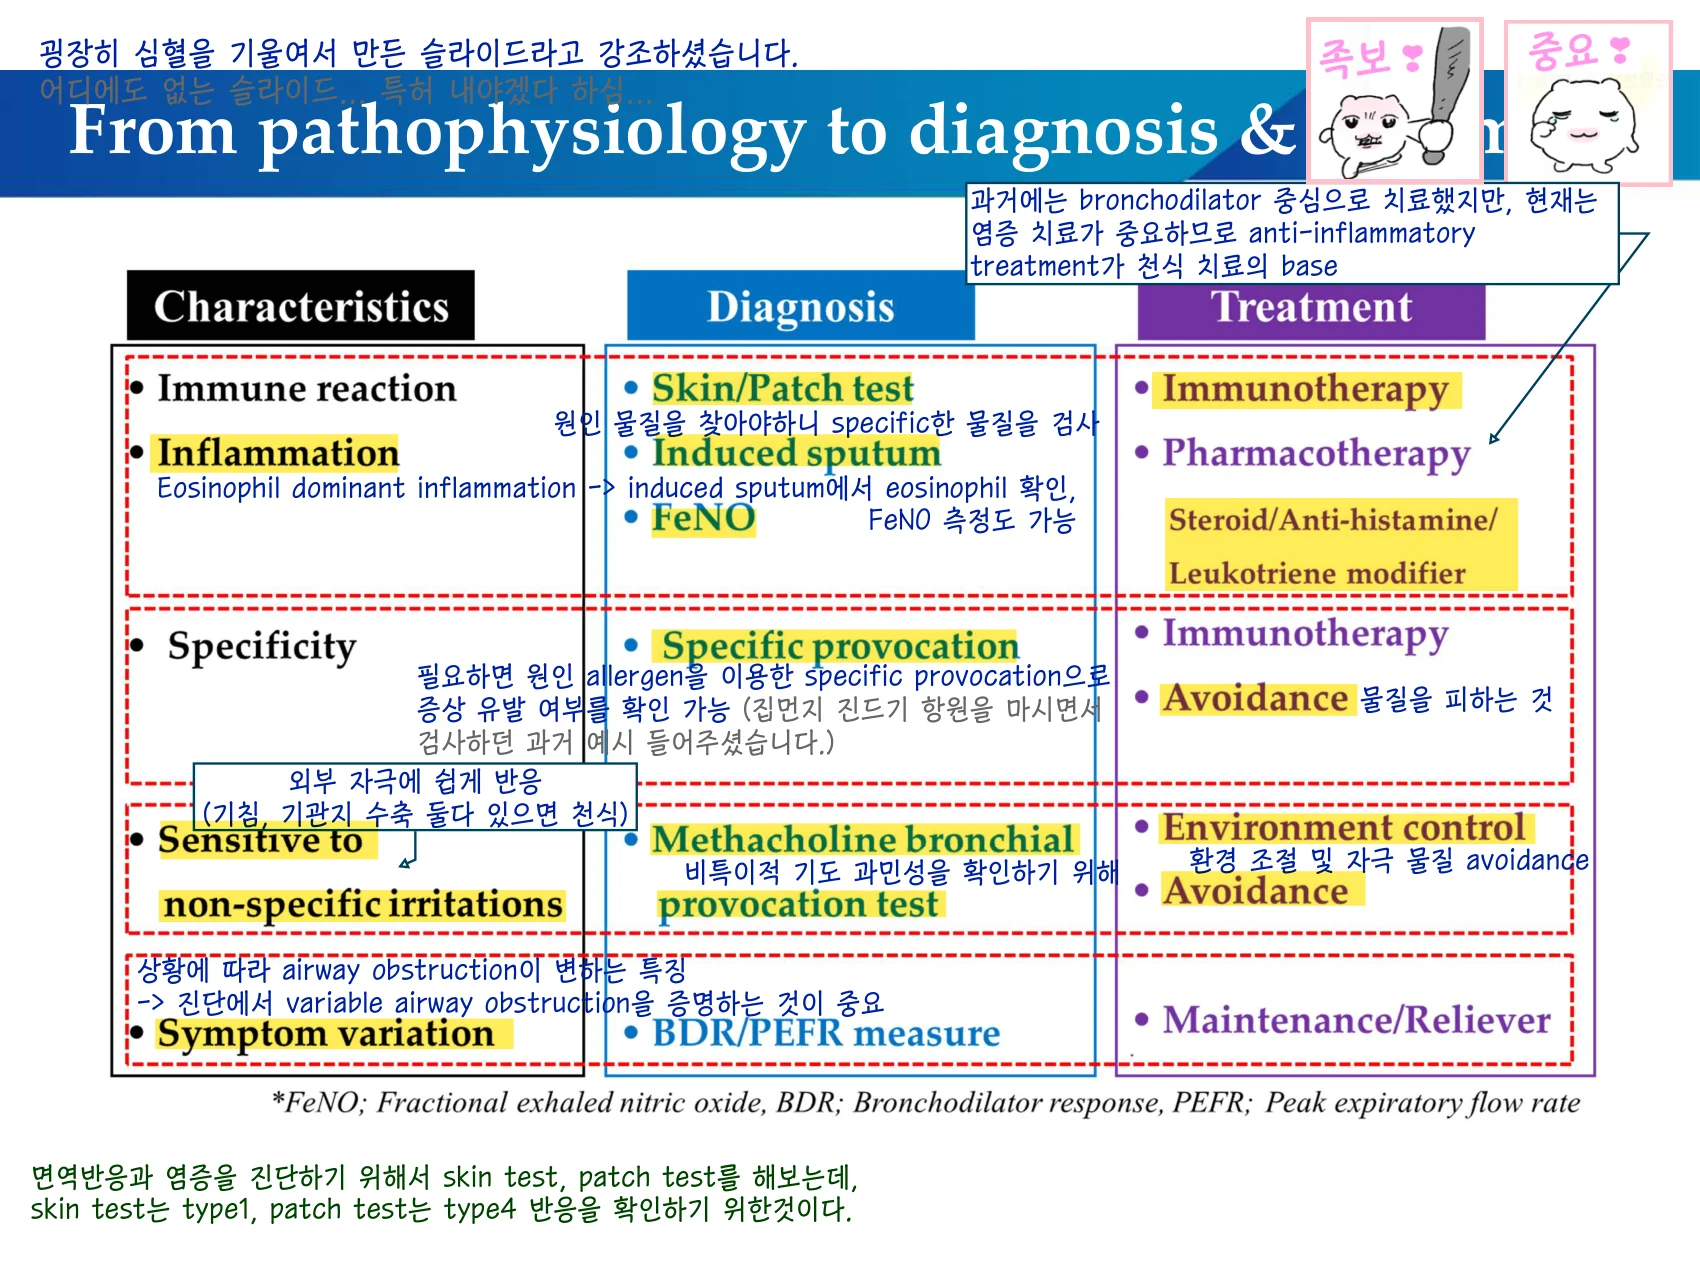 굉장히 심혈을 기울여서 만든 슬라이드라고 강조하셨습니다.
어디에도 없는 슬라이드... 특허 내야겠다 하심...
From pathophysiology to diagnosis &
족보
중요
과거에는 bronchodilator 중심으로 치료했지만, 현재는
염증 치료가 중요하므로 anti-inflammatory
treatment가 천식 치료의 base
Characteristics
Diagnosis
Treatment
• Immune reaction
• Skin/Patch test
• Immunotherapy
원인 물질을 찾아야하니 specific한 물질을 검사
• Inflammation
• Induced sputum
• Pharmacotherapy
Eosinophil dominant inflammation -> induced sputum에서 eosinophil 확인,
• FeNO
FeNO 측정도 가능
Steroid/Anti-histamine/
Leukotriene modifier
• Specificity
• Specific provocation
• Immunotherapy
필요하면 원인 allergen을 이용한 specific provocation으로
증상 유발 여부를 확인 가능 (집먼지 진드기 항원을 마시면서
검사하던 과거 예시 들어주셨습니다.)
• Avoidance 물질을 피하는 것
외부 자극에 쉽게 반응
(기침, 기관지 수축 둘다 있으면 천식)
• Sensitive to
non-specific irritations
• Methacholine bronchial
비특이적 기도 과민성을 확인하기 위해
provocation test
• Environment control
환경 조절 및 자극 물질 avoidance
• Avoidance
상황에 따라 airway obstruction이 변하는 특징
-> 진단에서 variable airway obstruction을 증명하는 것이 중요
• Symptom variation
• BDR/PEFR measure
• Maintenance/Reliever
*FeNO; Fractional exhaled nitric oxide, BDR; Bronchodilator response, PEFR; Peak expiratory flow rate
면역반응과 염증을 진단하기 위해서 skin test, patch test를 해보는데,
skin test는 type1, patch test는 type4 반응을 확인하기 위한것이다.